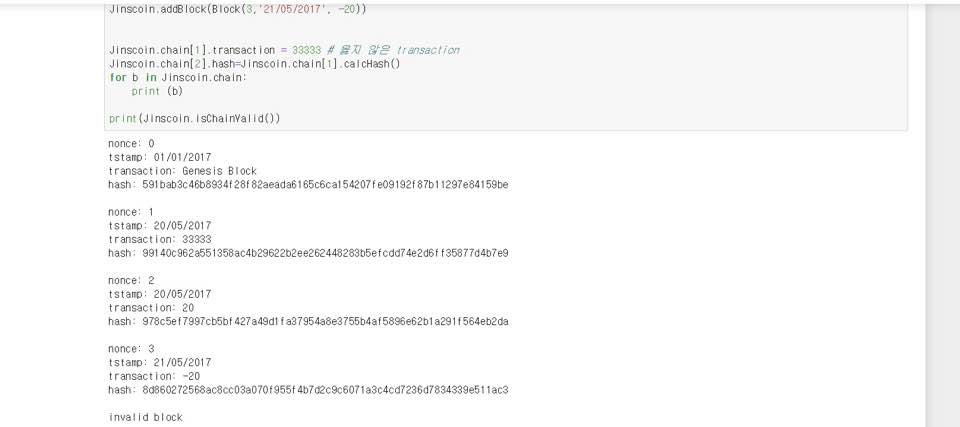 Jinscoin.addBlock(Block(3,'21/05/2017', -20))
Jinscoin.chain[1].transaction = 33333 # 옳지 않은 transaction
Jinscoin.chain[2].hash=Jinscoin.chain[1].calcHash()
for b in Jinscoin.chain:
print (b)
print(Jinscoin.isChainValid())
nonce: 0
tstamp: 01/01/2017
transaction: Genesis Block
hash: 591bab3c46b8934f28f82aeada6165c6ca154207fe09192f87b11297e84159be
nonce: 1
tstamp: 20/05/2017
transaction: 33333
hash: 99140c962a551358ac4b29622b2ee262448283b5efcdd74e2d6ff35877d4b7e9
nonce: 2
tstamp: 20/05/2017
transaction: 20
hash: 978c5ef7997cb5bf427a49d1fa37954a8e3755b4af5896e62b1a291f564eb2da
nonce: 3
tstamp: 21/05/2017
transaction: -20
hash: 8d860272568ac8cc03a070f955f4b7d2c9c6071a3c4cd7236d7834339e511ac3
invalid block